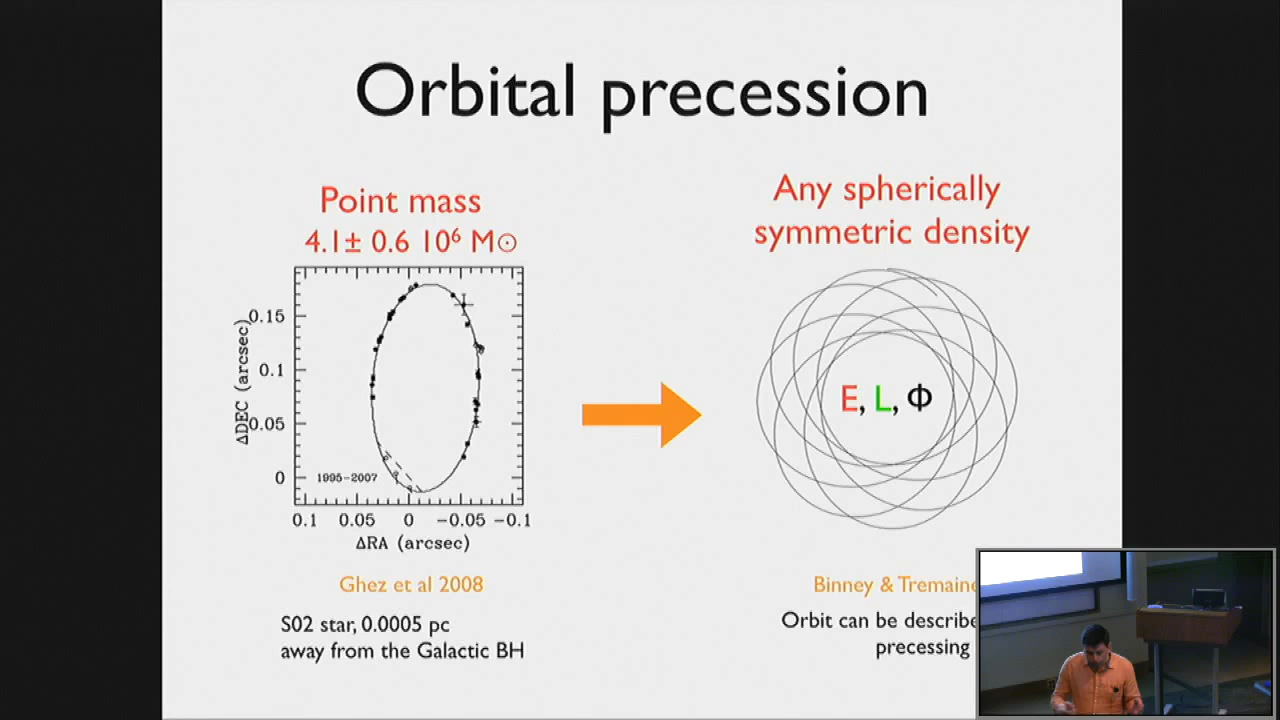 Orbital precession
Point mass
4.1± 0.6 10⁶ M⊙
0.15
0.1
0.05
0
ΔDEC (arcsec)
1995-2007
0.1 0.05 0 −0.05 −0.1
ΔRA (arcsec)
Ghez et al 2008
S02 star, 0.0005 pc
away from the Galactic BH
Any spherically
symmetric density
E, L, Φ
Binney & Tremaine
Orbit can be describe
precessing